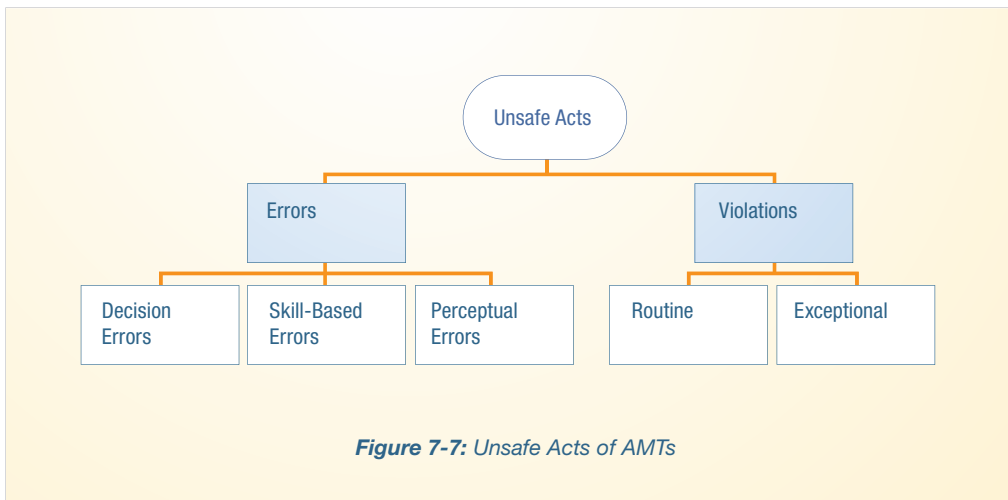 Unsafe Acts
Errors
Violations
Decision
Errors
Skill-Based
Errors
Perceptual
Errors
Routine
Exceptional
Figure 7-7: Unsafe Acts of AMTs